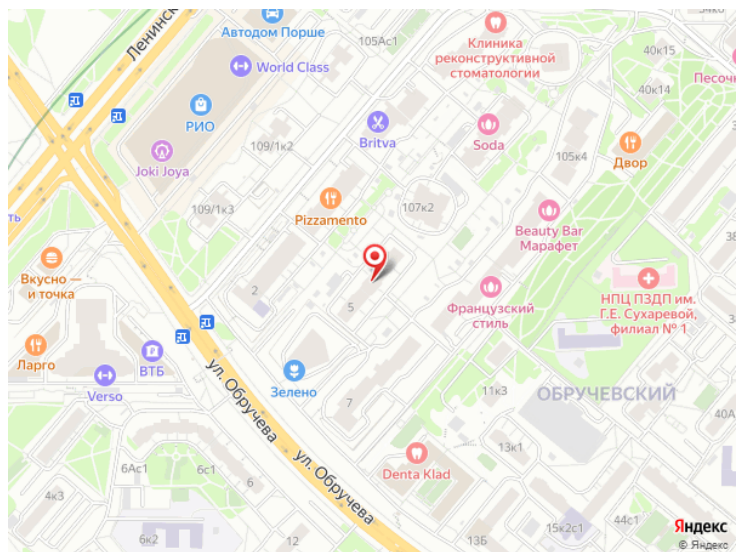 Автодом Порше
105Ас1
Клиника
реконструктивной
стоматологии
40к15
Песочн
Ленинск
World Class
40к14
РИО
Britva
Soda
Двор
109/1к2
Joki Joya
105к4
109/1к3
Pizzamento
107к2
Beauty Bar
Марафет
Вкусно —
и точка
2
5
Французский
стиль
НПЦ ПЗДП им.
Г.Е. Сухаревой,
филиал № 1
Ларго
ВТБ
Зелено
Verso
7
11к3
ОБРУЧЕВСКИЙ
ул. Обручева
ул. Обручева
40А
13к1
6Ас1
6с1
4к3
Denta Klad
6к2
13Б
15к2с1
44с1
Яндекс
© Яндекс